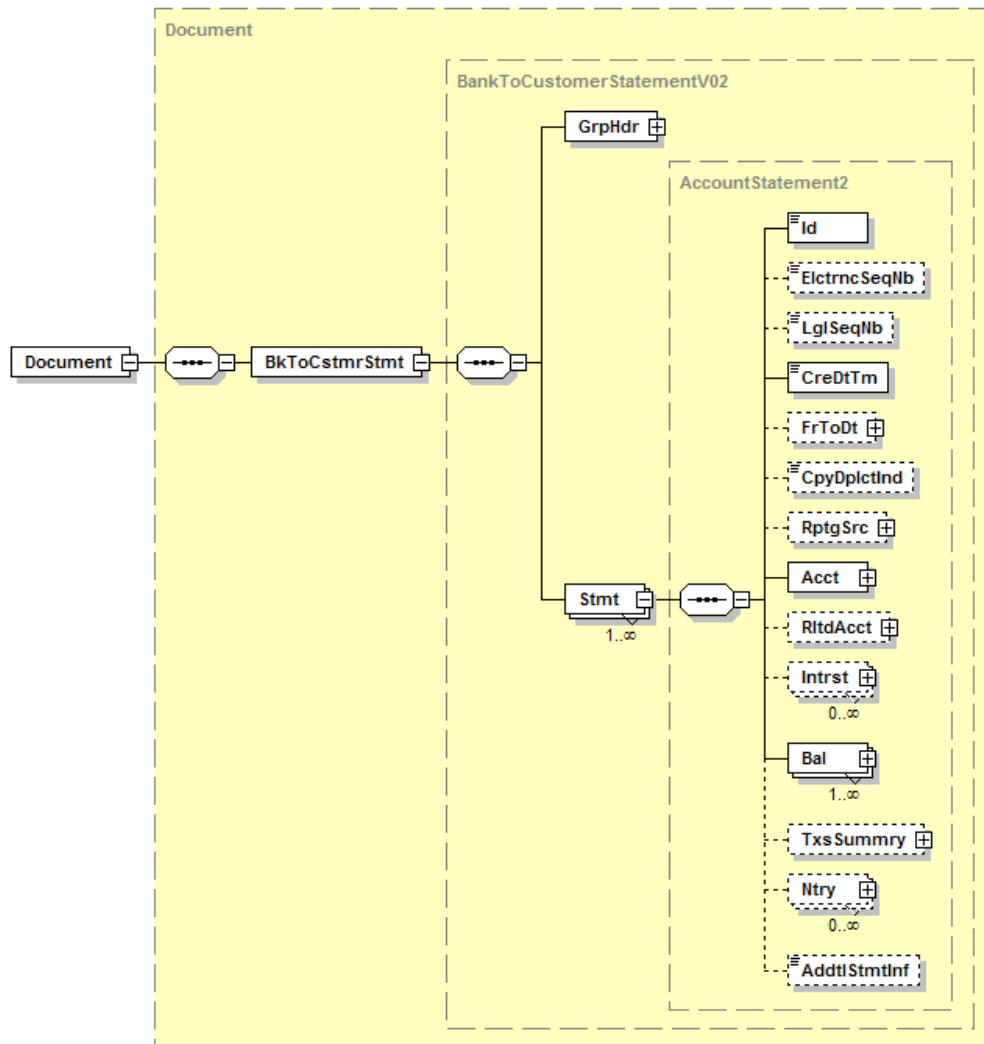 Document
BankToCustomerStatementV02
GrpHdr
AccountStatement2
Id
ElctrncSeqNb
LglSeqNb
Document
BkToCstmrStmt
CreDtTm
FrToDt
CpyDplctInd
RptgSrc
Acct
Stmt
1..∞
RltdAcct
Intrst
0..∞
Bal
1..∞
TxsSummry
Ntry
0..∞
AddtlStmtInf